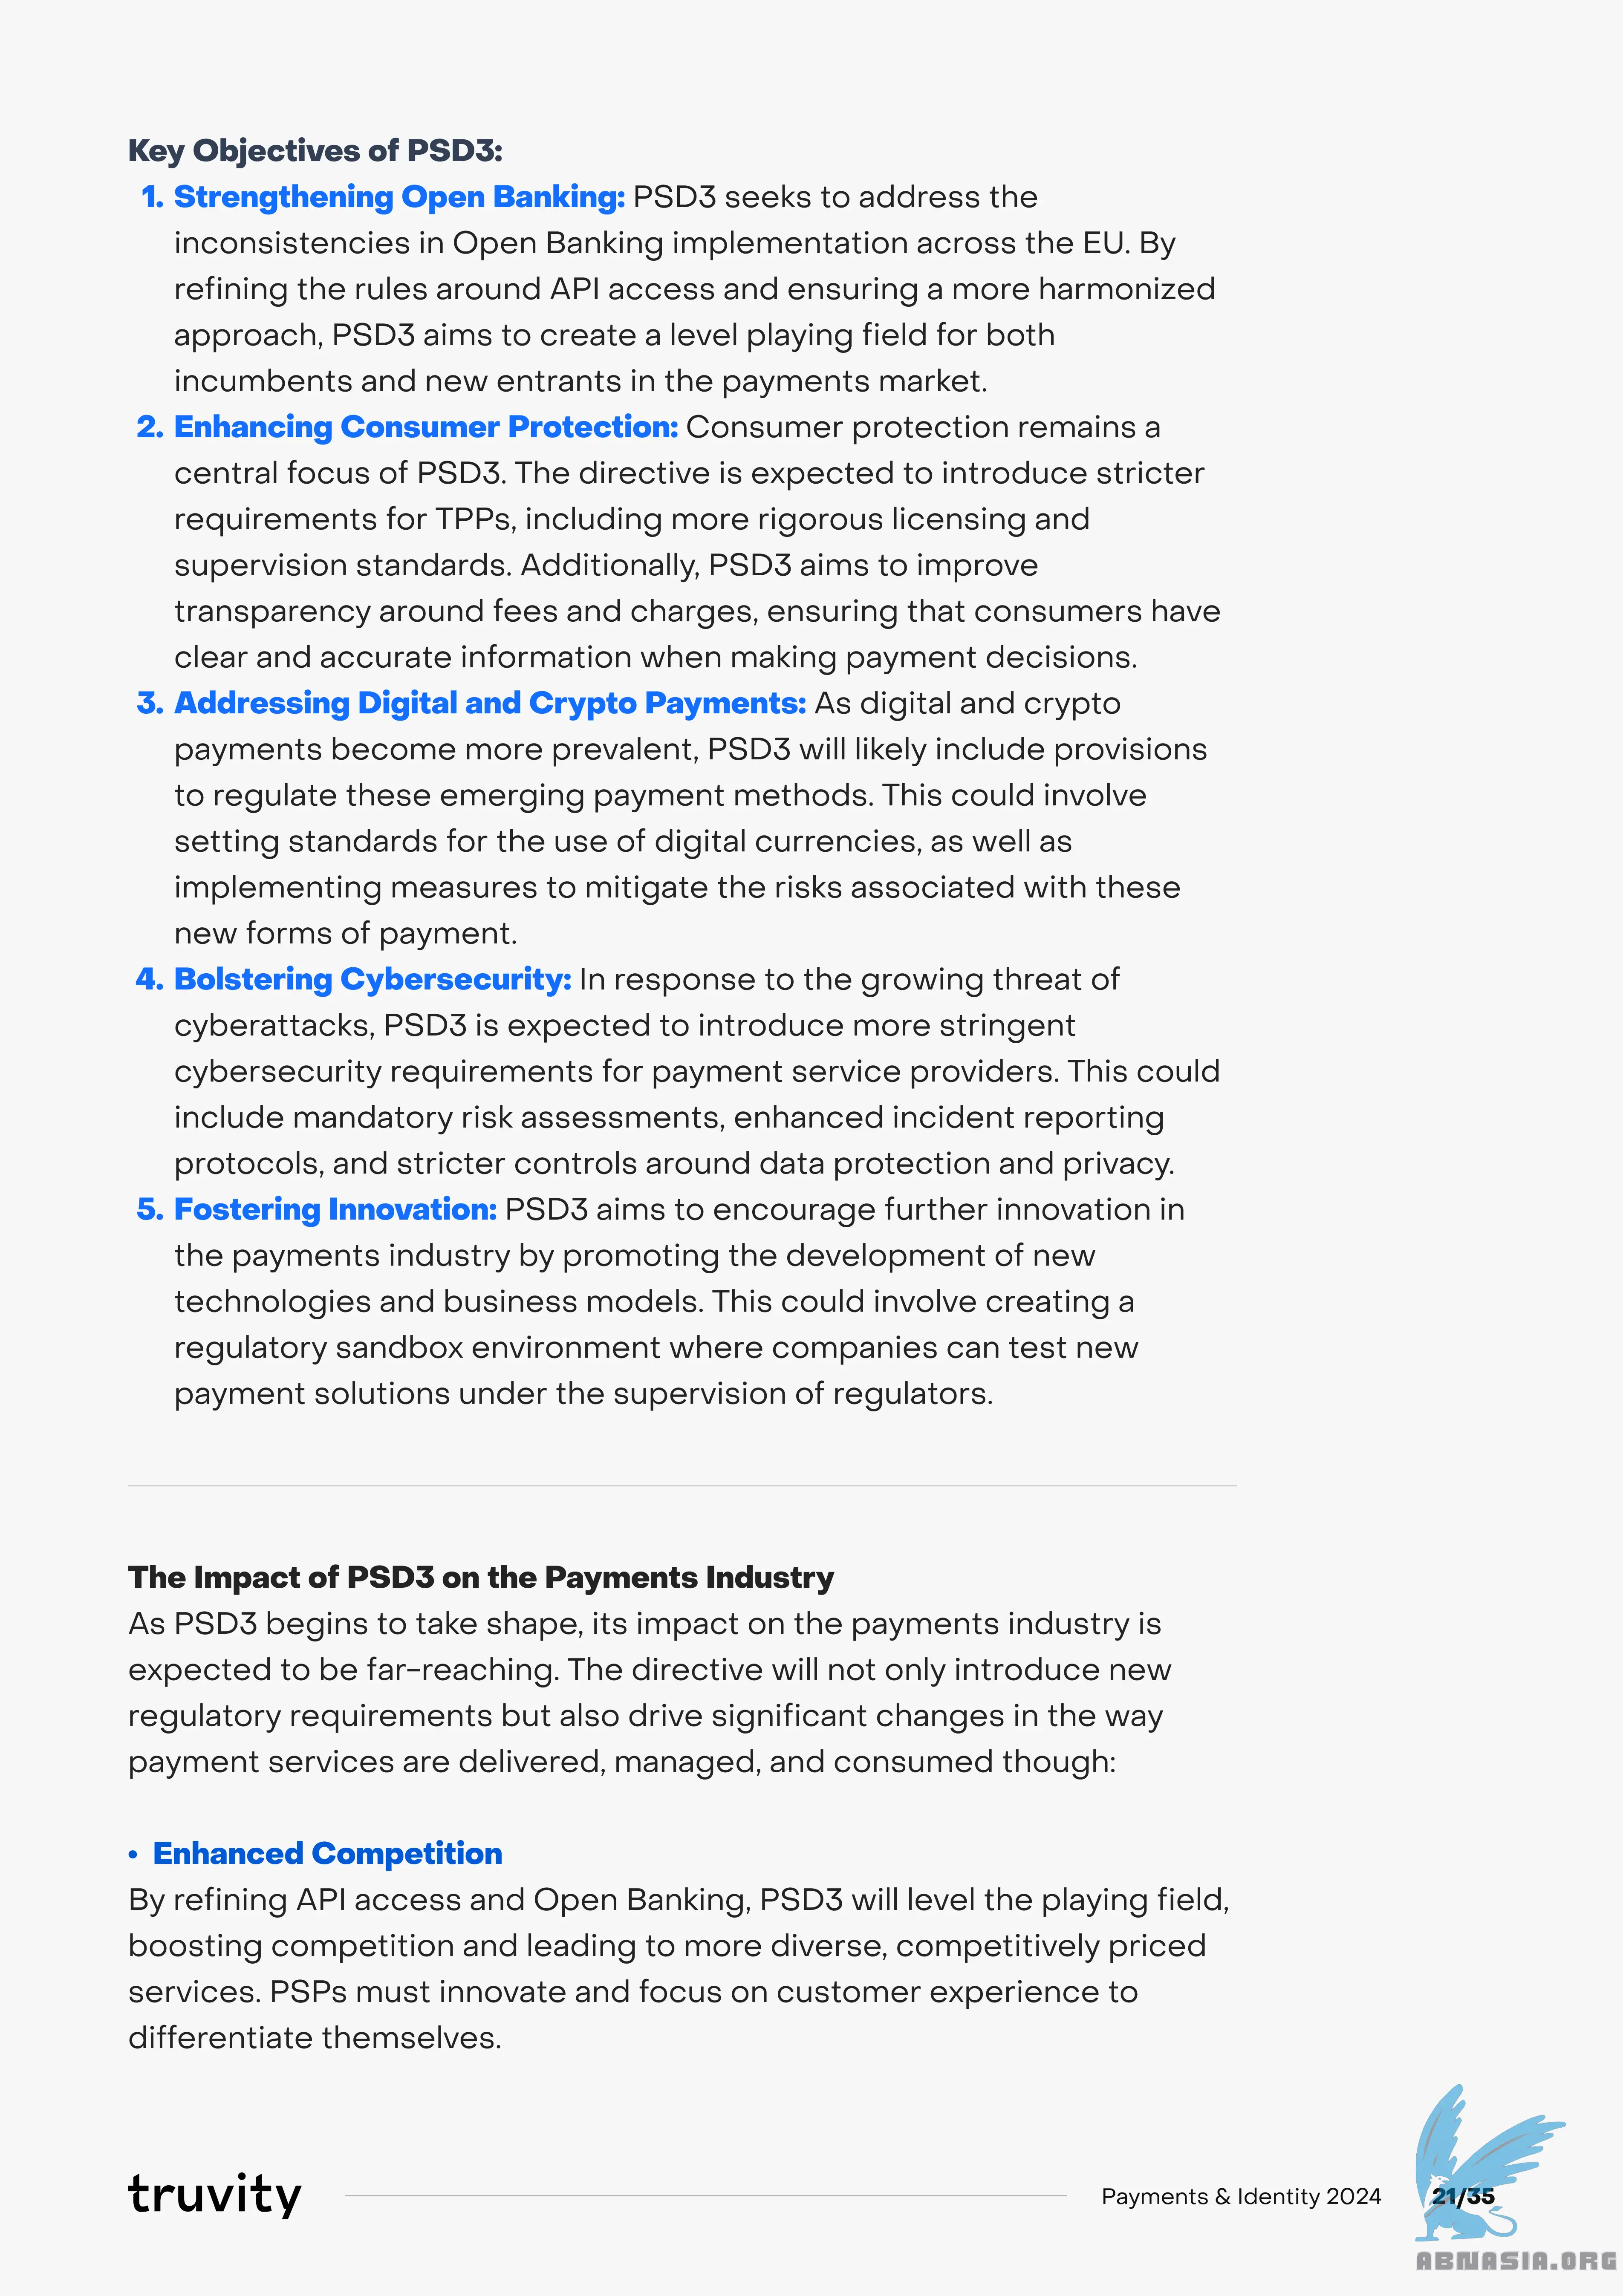 Key Objectives of PSD3:
1. Strengthening Open Banking: PSD3 seeks to address the
inconsistencies in Open Banking implementation across the EU. By
refining the rules around API access and ensuring a more harmonized
approach, PSD3 aims to create a level playing field for both
incumbents and new entrants in the payments market.
2. Enhancing Consumer Protection: Consumer protection remains a
central focus of PSD3. The directive is expected to introduce stricter
requirements for TPPs, including more rigorous licensing and
supervision standards. Additionally, PSD3 aims to improve
transparency around fees and charges, ensuring that consumers have
clear and accurate information when making payment decisions.
3. Addressing Digital and Crypto Payments: As digital and crypto
payments become more prevalent, PSD3 will likely include provisions
to regulate these emerging payment methods. This could involve
setting standards for the use of digital currencies, as well as
implementing measures to mitigate the risks associated with these
new forms of payment.
4. Bolstering Cybersecurity: In response to the growing threat of
cyberattacks, PSD3 is expected to introduce more stringent
cybersecurity requirements for payment service providers. This could
include mandatory risk assessments, enhanced incident reporting
protocols, and stricter controls around data protection and privacy.
5. Fostering Innovation: PSD3 aims to encourage further innovation in
the payments industry by promoting the development of new
technologies and business models. This could involve creating a
regulatory sandbox environment where companies can test new
payment solutions under the supervision of regulators.
The Impact of PSD3 on the Payments Industry
As PSD3 begins to take shape, its impact on the payments industry is
expected to be far-reaching. The directive will not only introduce new
regulatory requirements but also drive significant changes in the way
payment services are delivered, managed, and consumed though:
• Enhanced Competition
By refining API access and Open Banking, PSD3 will level the playing field,
boosting competition and leading to more diverse, competitively priced
services. PSPs must innovate and focus on customer experience to
differentiate themselves.
truvity
Payments & Identity 2024
21/35
ABNASIA.ORG